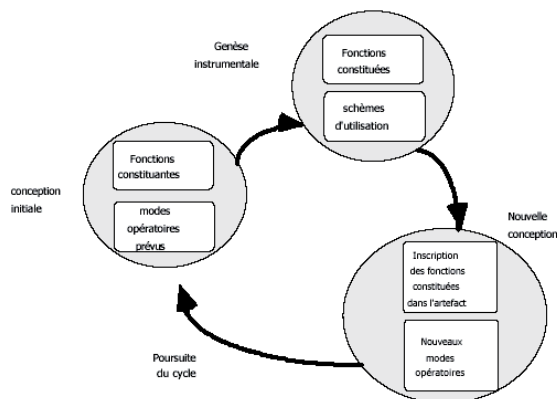 Genèse
instrumentale
Fonctions
constituées
schèmes
d'utilisation
conception
initiale
Fonctions
constituantes
modes
opératoires
prévus
Nouvelle
conception
Inscription
des fonctions
constituées
dans l'artefact
Nouveaux
modes
opératoires
Poursuite
du cycle